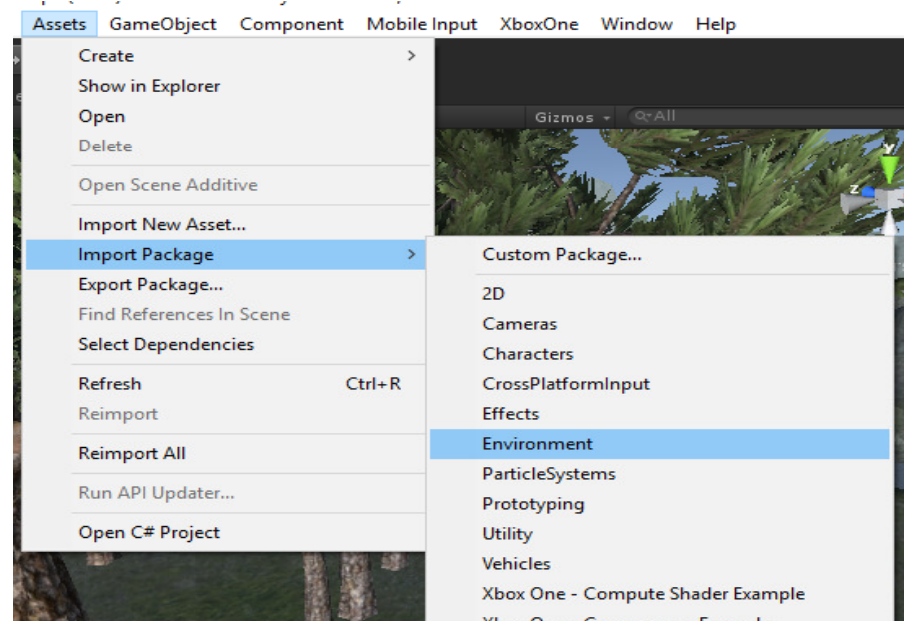 Assets GameObject Component Mobile Input XboxOne Window Help
Create >
Show in Explorer
Open
Delete
Open Scene Additive
Import New Asset...
Import Package >
Export Package...
Find References In Scene
Select Dependencies
Refresh Ctrl+R
Reimport
Reimport All
Run API Updater...
Open C# Project
Gizmos All
y
z
Custom Package...
2D
Cameras
Characters
CrossPlatformInput
Effects
Environment
ParticleSystems
Prototyping
Utility
Vehicles
Xbox One - Compute Shader Example